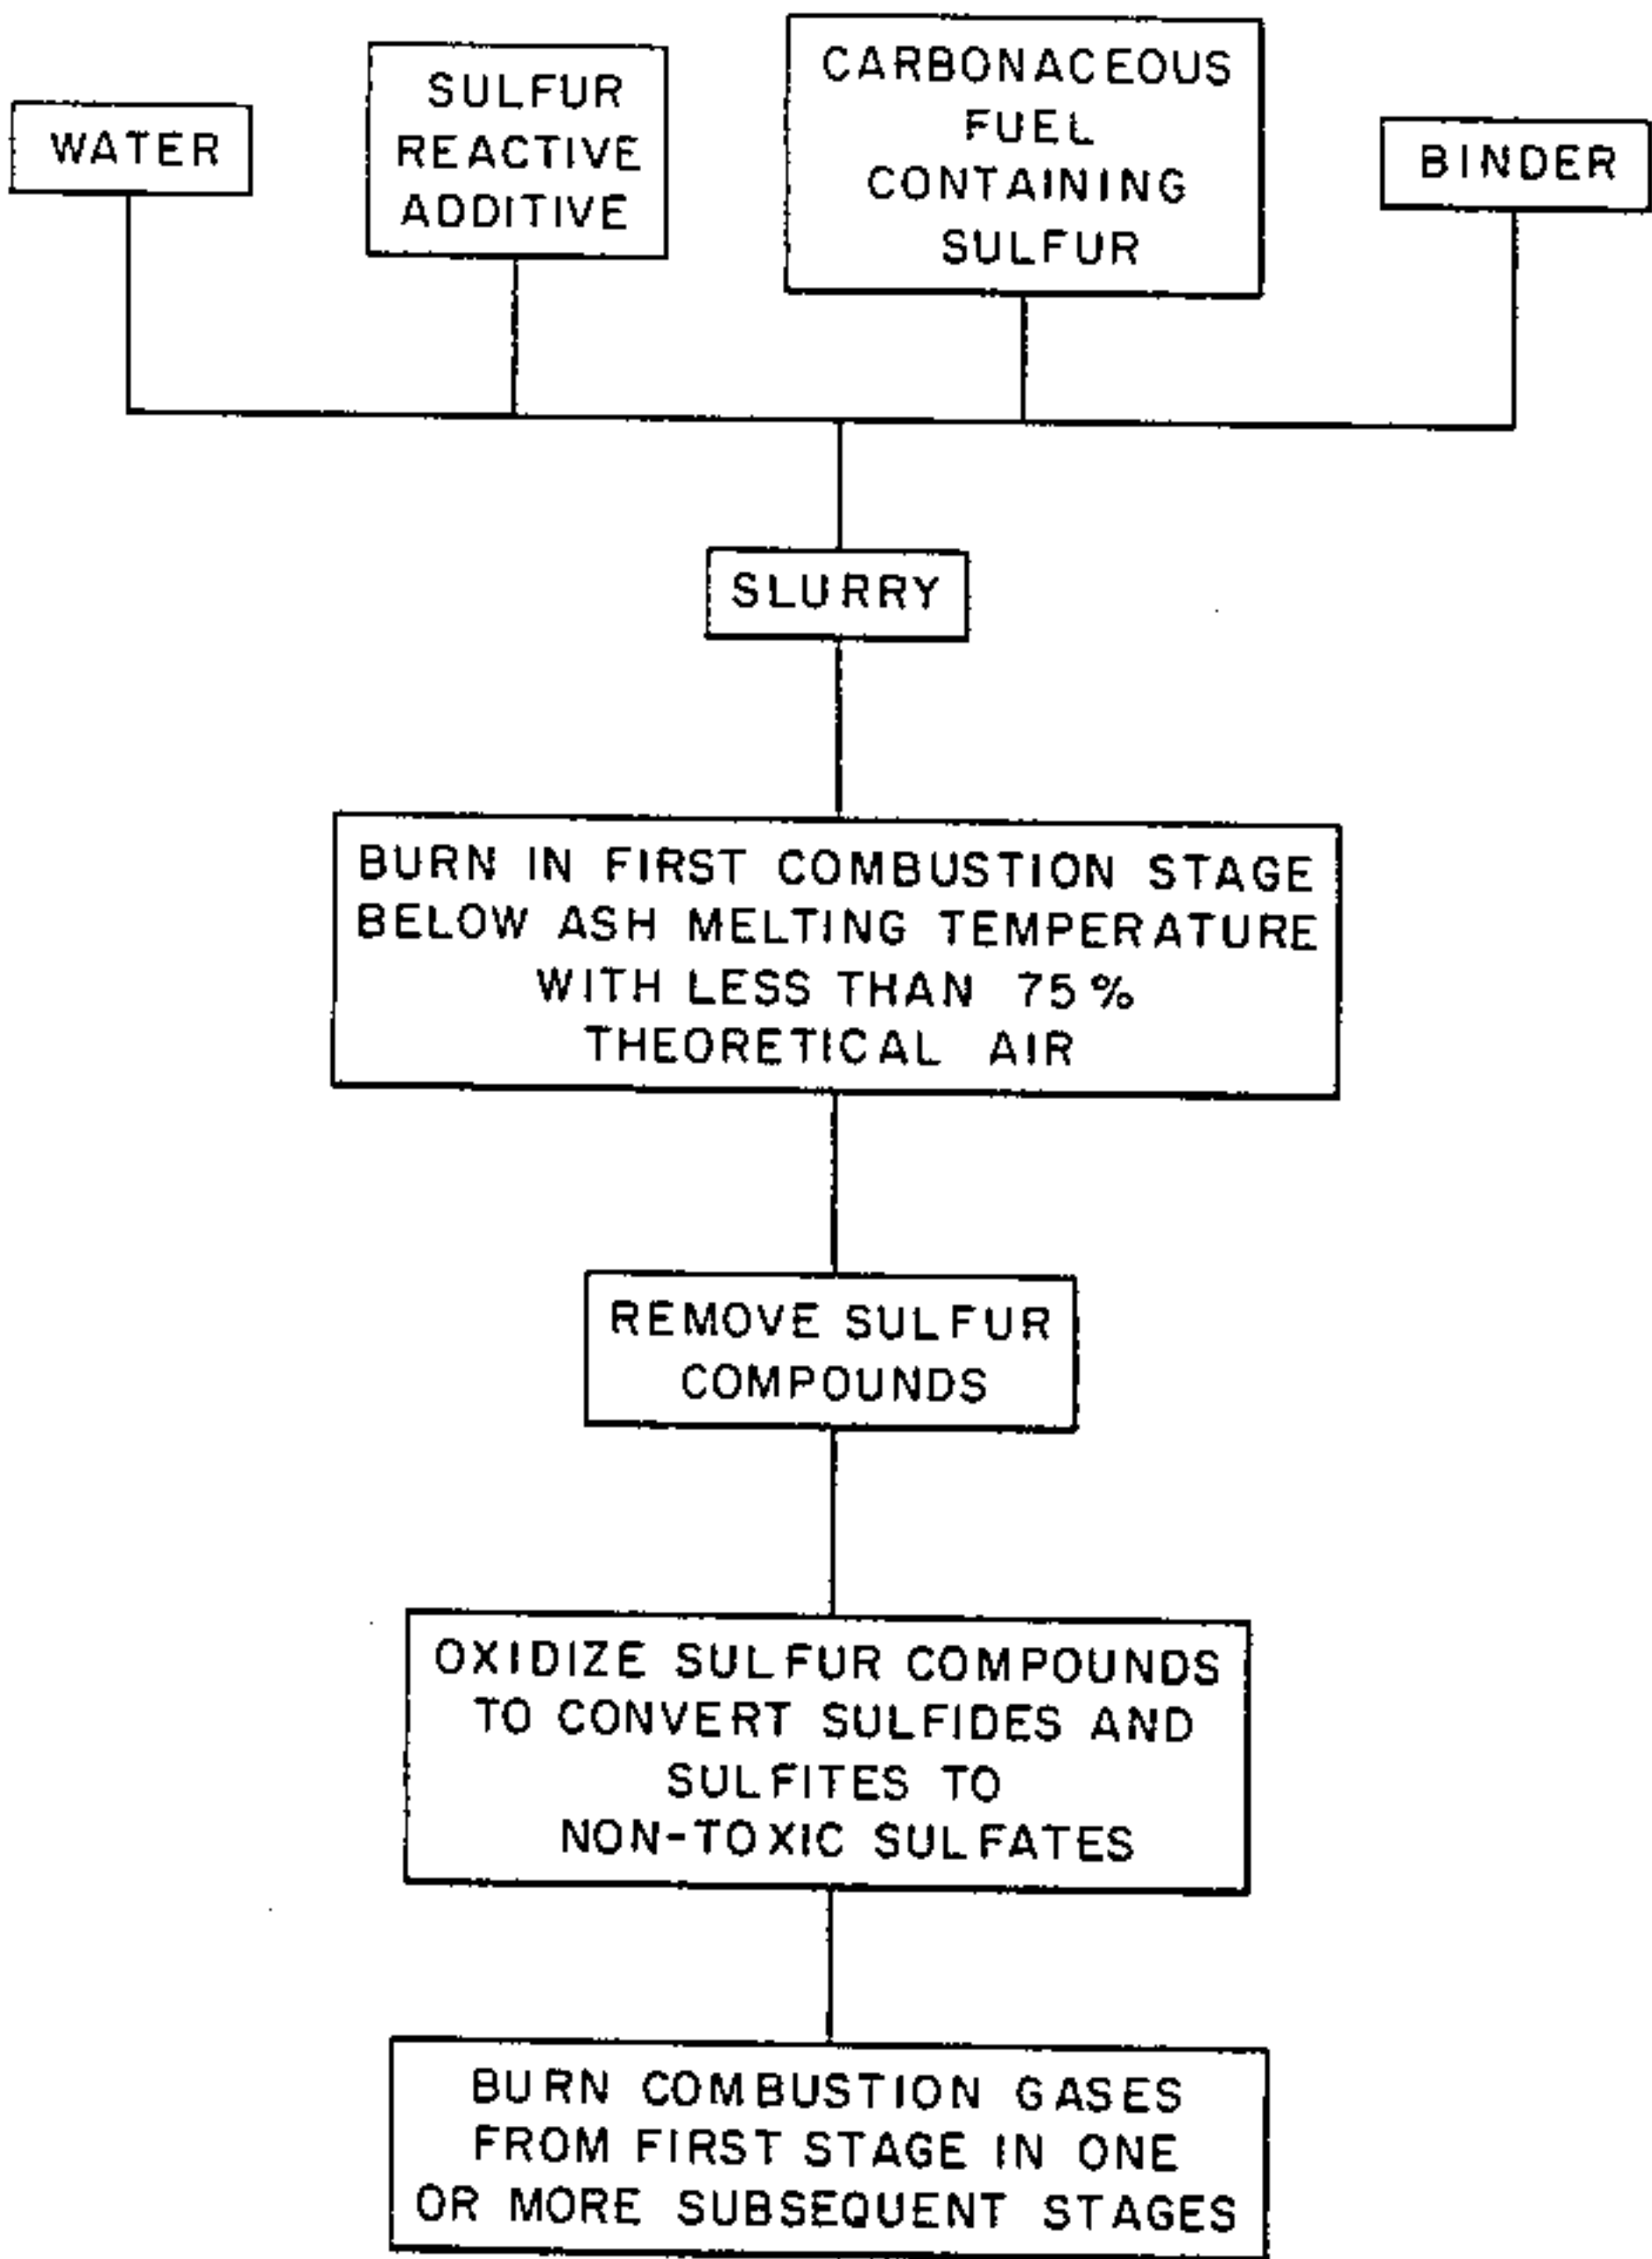 WATER
SULFUR
REACTIVE
ADDITIVE
CARBONACEOUS
FUEL
CONTAINING
SULFUR
BINDER
SLURRY
BURN IN FIRST COMBUSTION STAGE
BELOW ASH MELTING TEMPERATURE
WITH LESS THAN 75%
THEORETICAL AIR
REMOVE SULFUR
COMPOUNDS
OXIDIZE SULFUR COMPOUNDS
TO CONVERT SULFIDES AND
SULFITES TO
NON-TOXIC SULFATES
BURN COMBUSTION GASES
FROM FIRST STAGE IN ONE
OR MORE SUBSEQUENT STAGES